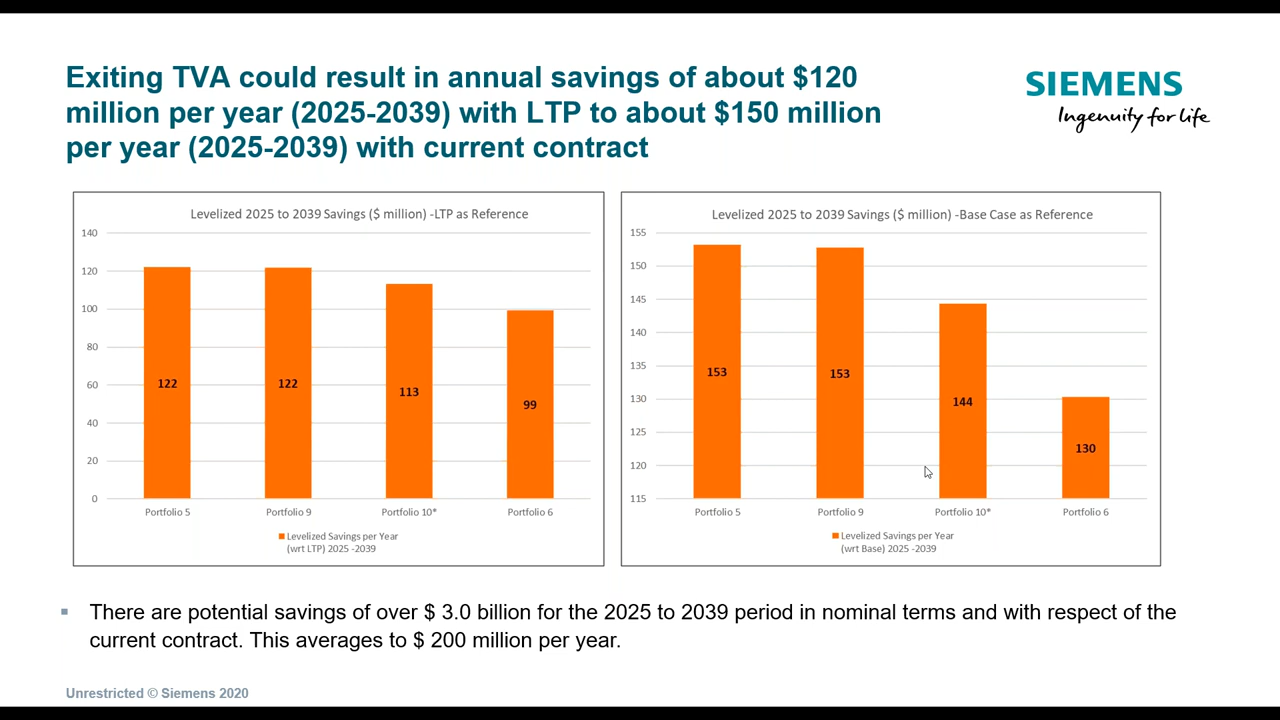 Exiting TVA could result in annual savings of about $120
million per year (2025-2039) with LTP to about $150 million
per year (2025-2039) with current contract
SIEMENS
Ingenuity for life
Levelized 2025 to 2039 Savings ($ million) -LTP as Reference
140
120
100
80
60
40
20
0
122
122
113
99
Portfolio 5
Portfolio 9
Portfolio 10*
Portfolio 6
Levelized Savings per Year
(wrt LTP) 2025 -2039
Levelized 2025 to 2039 Savings ($ million) -Base Case as Reference
155
150
145
140
135
130
125
120
115
153
153
144
130
Portfolio 5
Portfolio 9
Portfolio 10*
Portfolio 6
Levelized Savings per Year
(wrt Base) 2025 -2039
There are potential savings of over $ 3.0 billion for the 2025 to 2039 period in nominal terms and with respect of the
current contract. This averages to $ 200 million per year.
Unrestricted © Siemens 2020